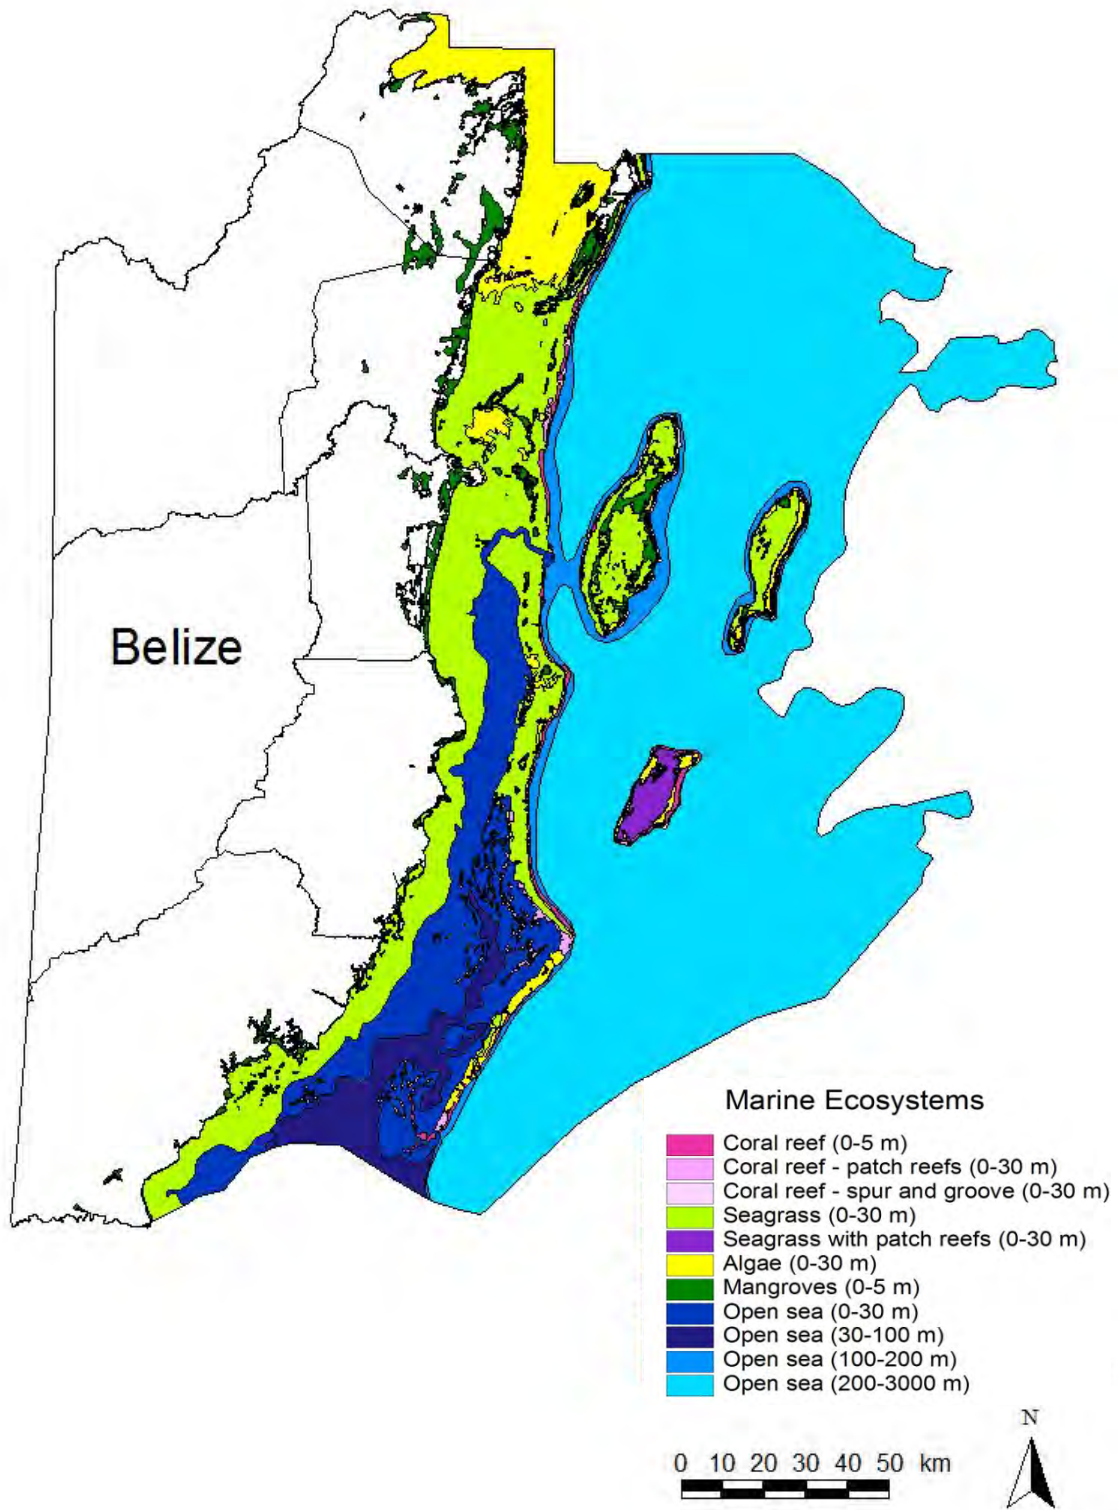 Belize
Marine Ecosystems
Coral reef (0-5 m)
Coral reef - patch reefs (0-30 m)
Coral reef - spur and groove (0-30 m)
Seagrass (0-30 m)
Seagrass with patch reefs (0-30 m)
Algae (0-30 m)
Mangroves (0-5 m)
Open sea (0-30 m)
Open sea (30-100 m)
Open sea (100-200 m)
Open sea (200-3000 m)
N
0 10 20 30 40 50 km